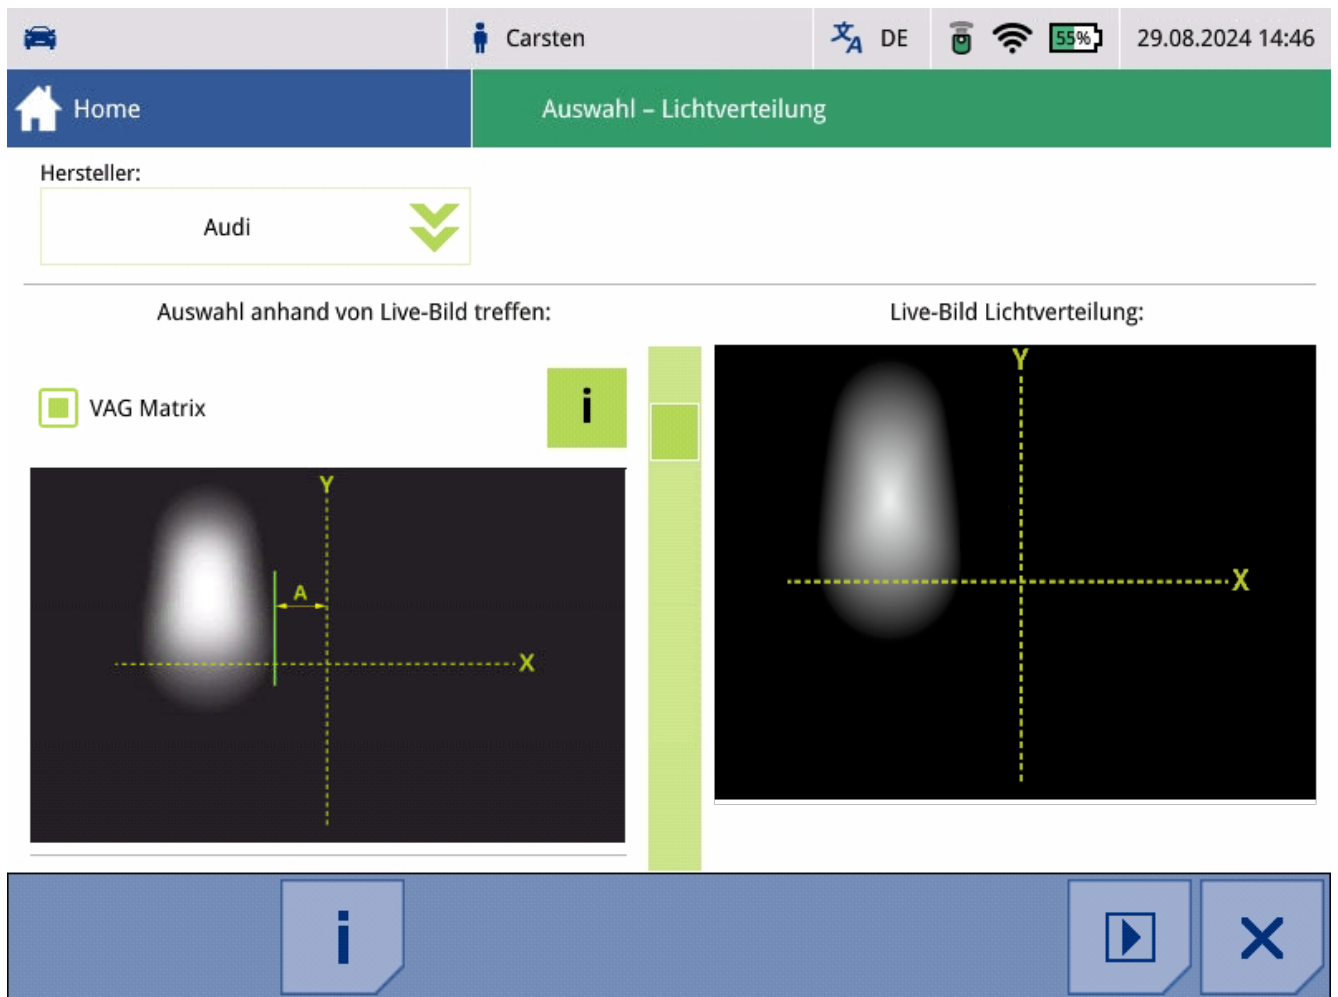 Carsten
DE
55%
29.08.2024 14:46
Home
Auswahl – Lichtverteilung
Hersteller:
Audi
Auswahl anhand von Live-Bild treffen:
Live-Bild Lichtverteilung:
VAG Matrix
i
Y
A
X
Y
X
i